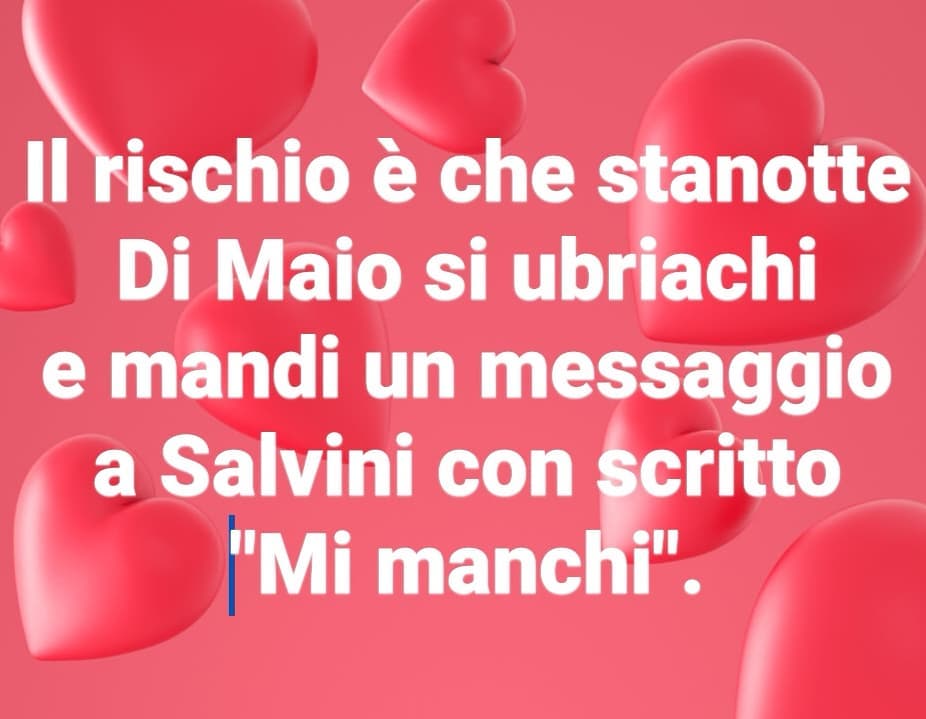 Il rischio è che stanotte
Di Maio si ubriachi
e mandi un messaggio
a Salvini con scritto
"Mi manchi".